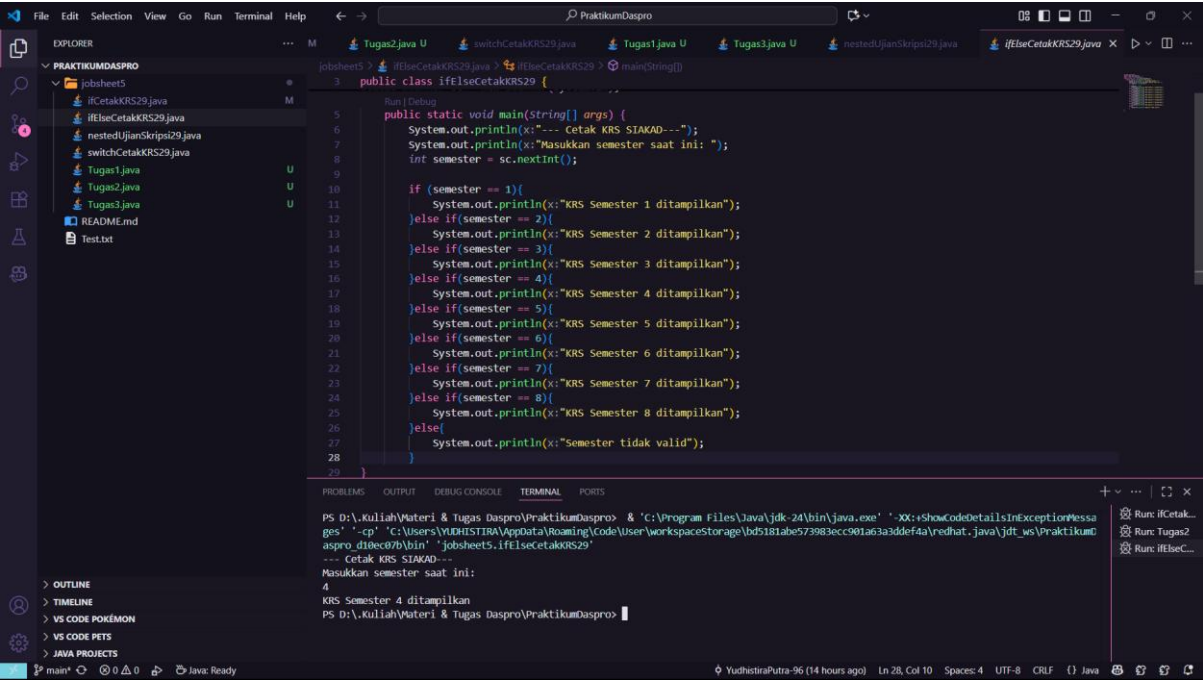 File Edit Selection View Go Run Terminal Help
PraktikumDaspro
EXPLORER
PRAKTIKUMDASPRO
jobsheet5
ifCetakKRS29.java M
ifElseCetakKRS29.java
nestedUjianSkripsi29.java
switchCetakKRS29.java
Tugas1.java U
Tugas2.java U
Tugas3.java U
README.md
Test.txt
OUTLINE
TIMELINE
VS CODE POKÉMON
VS CODE PETS
JAVA PROJECTS
M Tugas2.java U switchCetakKRS29.java Tugas1.java U Tugas3.java U nestedUjianSkripsi29.java ifElseCetakKRS29.java
jobsheet5 > ifElseCetakKRS29.java > ifElseCetakKRS29 > main(String[])
3 public class ifElseCetakKRS29 {
Run | Debug
5 public static void main(String[] args) {
6 System.out.println(x:"--- Cetak KRS SIAKAD---");
7 System.out.println(x:"Masukkan semester saat ini: ");
8 int semester = sc.nextInt();
9
10 if (semester == 1){
11 System.out.println(x:"KRS Semester 1 ditampilkan");
12 }else if(semester == 2){
13 System.out.println(x:"KRS Semester 2 ditampilkan");
14 }else if(semester == 3){
15 System.out.println(x:"KRS Semester 3 ditampilkan");
16 }else if(semester == 4){
17 System.out.println(x:"KRS Semester 4 ditampilkan");
18 }else if(semester == 5){
19 System.out.println(x:"KRS Semester 5 ditampilkan");
20 }else if(semester == 6){
21 System.out.println(x:"KRS Semester 6 ditampilkan");
22 }else if(semester == 7){
23 System.out.println(x:"KRS Semester 7 ditampilkan");
24 }else if(semester == 8){
25 System.out.println(x:"KRS Semester 8 ditampilkan");
26 }else{
27 System.out.println(x:"Semester tidak valid");
28 }
29 }
PROBLEMS OUTPUT DEBUG CONSOLE TERMINAL PORTS
PS D:\.Kuliah\Materi & Tugas Daspro\PraktikumDaspro> & 'C:\Program Files\Java\jdk-24\bin\java.exe' '-XX:+ShowCodeDetailsInExceptionMessa
ges' '-cp' 'C:\Users\YUDHISTIRA\AppData\Roaming\Code\User\workspaceStorage\bd5181abe573983ecc901a63a3ddef4a\redhat.java\jdt_ws\PraktikumD
aspro_d10ec07b\bin' 'jobsheet5.ifElseCetakKRS29'
--- Cetak KRS SIAKAD---
Masukkan semester saat ini:
4
KRS Semester 4 ditampilkan
PS D:\.Kuliah\Materi & Tugas Daspro\PraktikumDaspro>
Run: ifCetak...
Run: Tugas2
Run: ifElseC...
4
main* 0 0 Java: Ready YudhistiraPutra-96 (14 hours ago) Ln 28, Col 10 Spaces: 4 UTF-8 CRLF {} Java